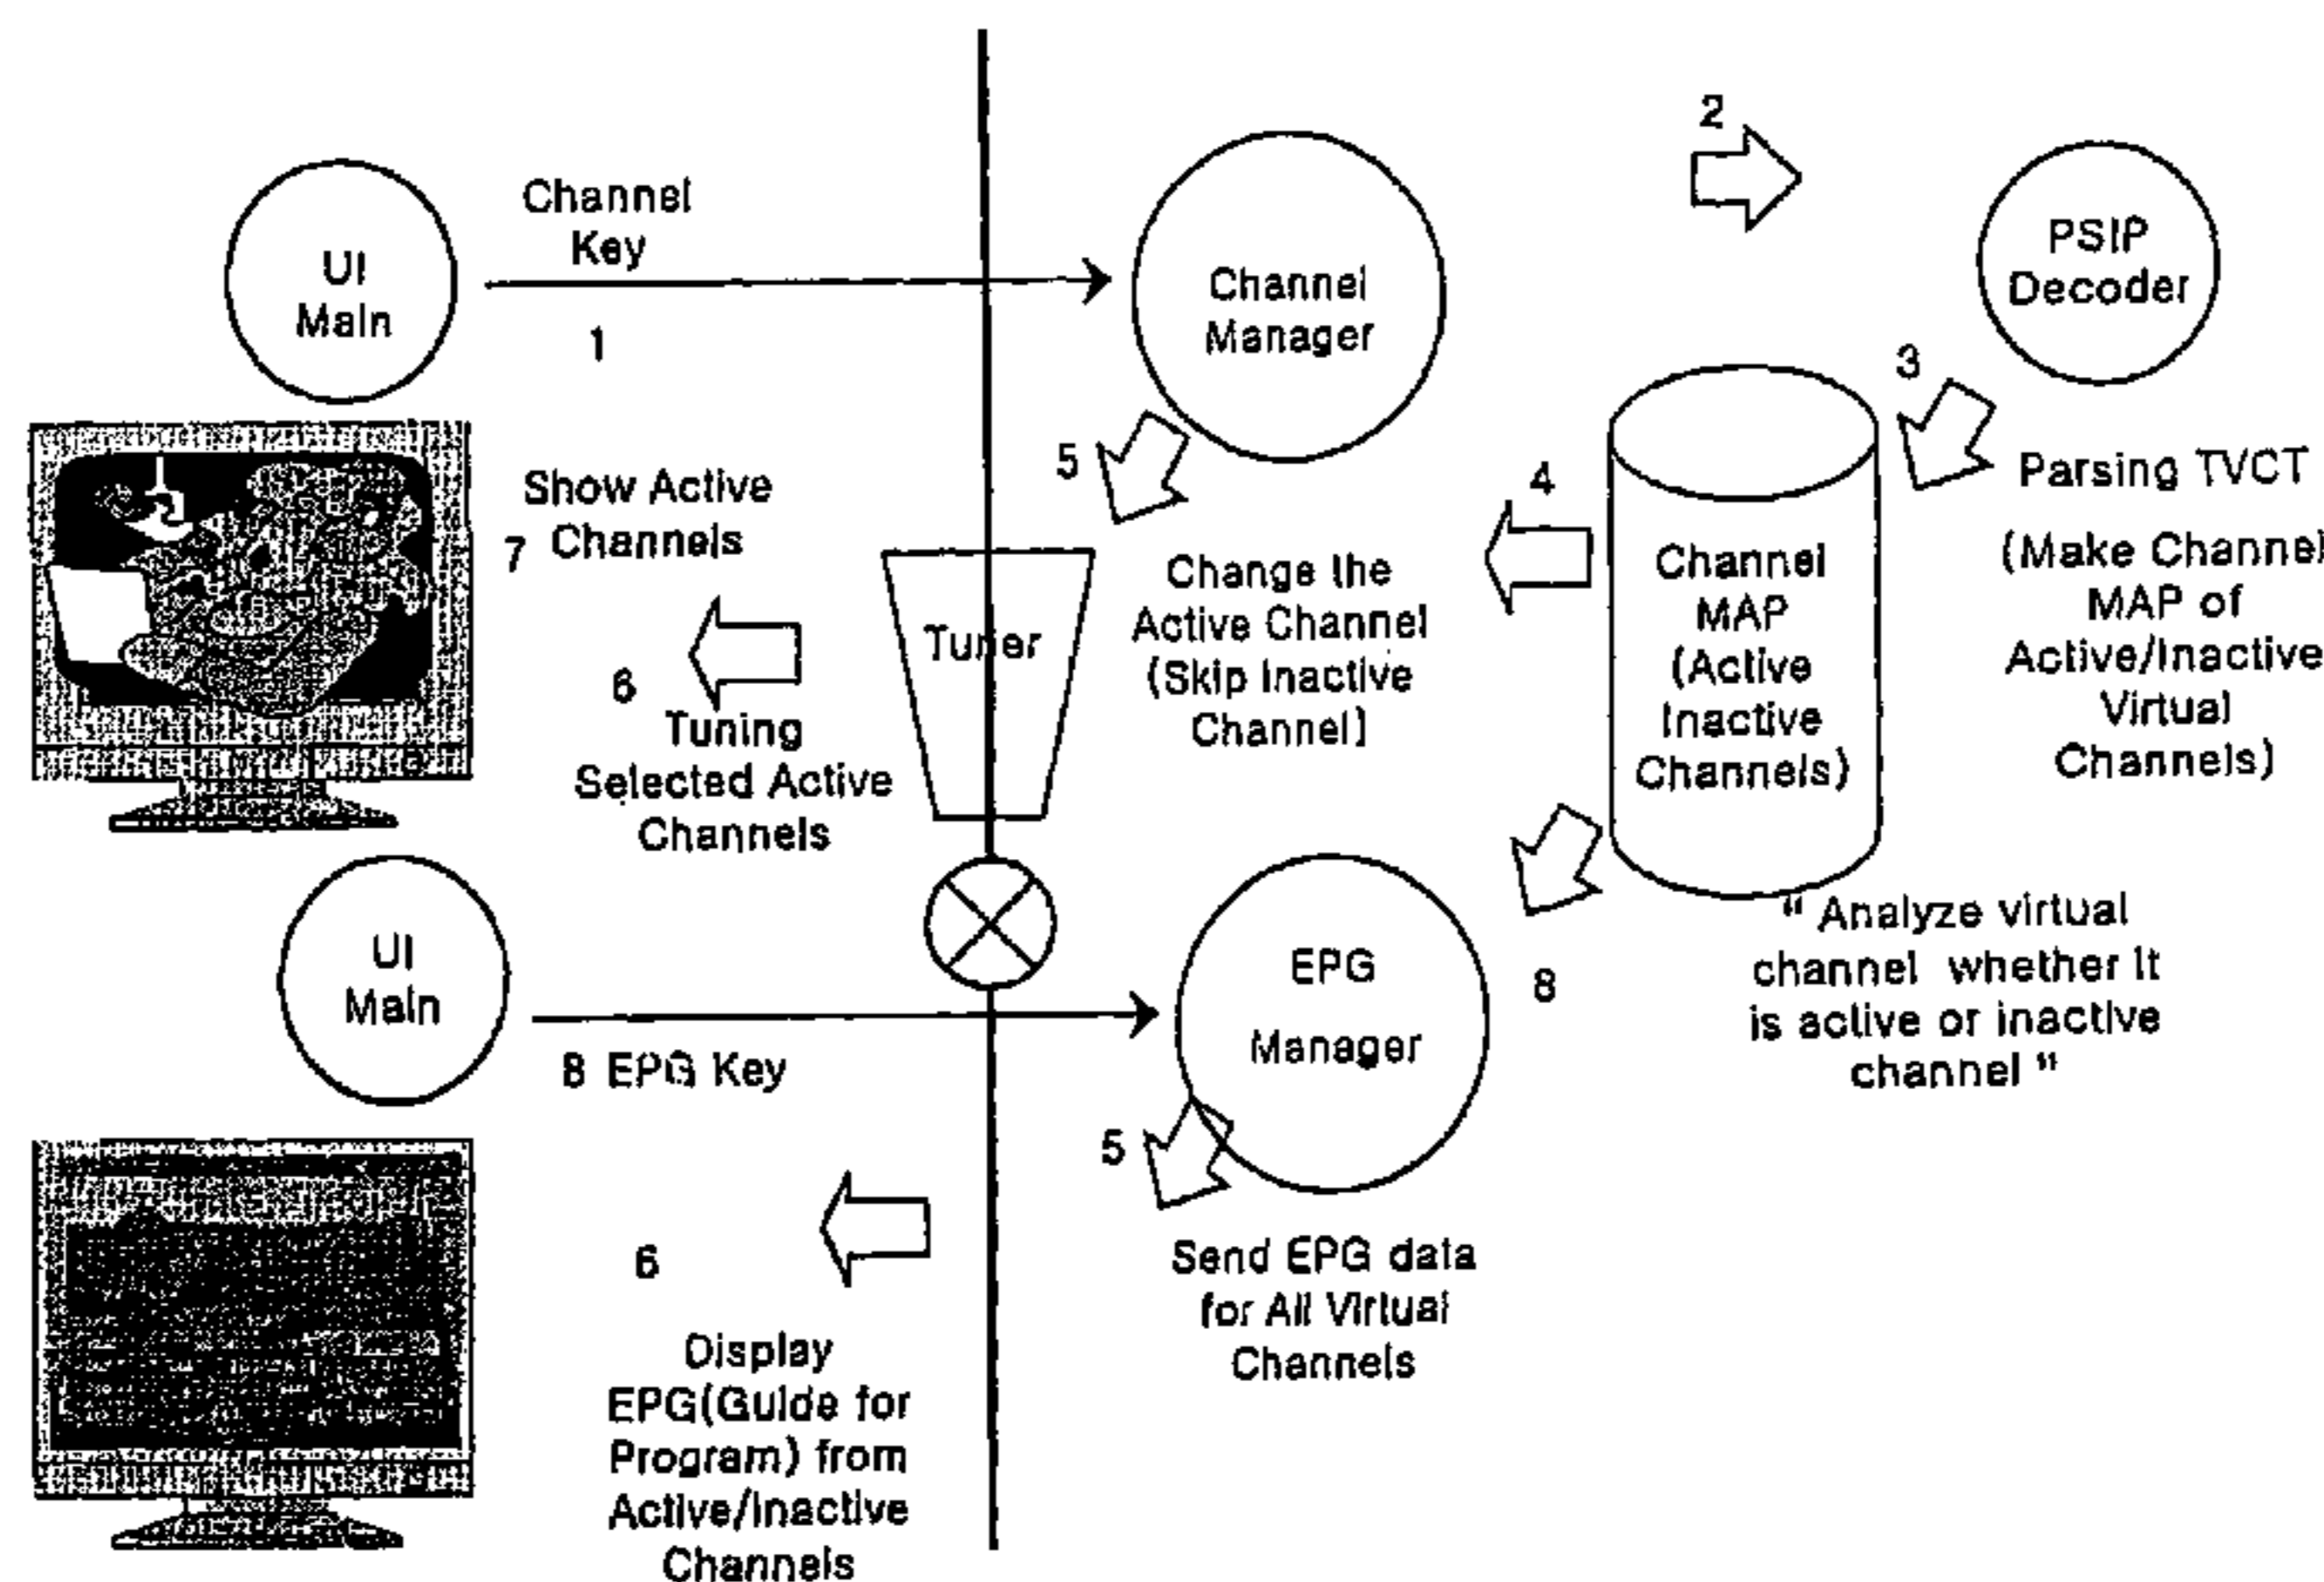 UI
Main
Channel
Key
1
Channel
Manager
2
PSIP
Decoder
3
Parsing TVCT
(Make Channel
MAP of
Active/Inactive
Virtual
Channels)
Channel
MAP
(Active
Inactive
Channels)
4
5
Change the
Active Channel
(Skip Inactive
Channel)
Tuner
6
Tuning
Selected Active
Channels
7
Show Active
Channels
UI
Main
8 EPG Key
EPG
Manager
8
“ Analyze virtual
channel whether it
is active or inactive
channel "
5
Send EPG data
for All Virtual
Channels
6
Display
EPG(Guide for
Program) from
Active/Inactive
Channels